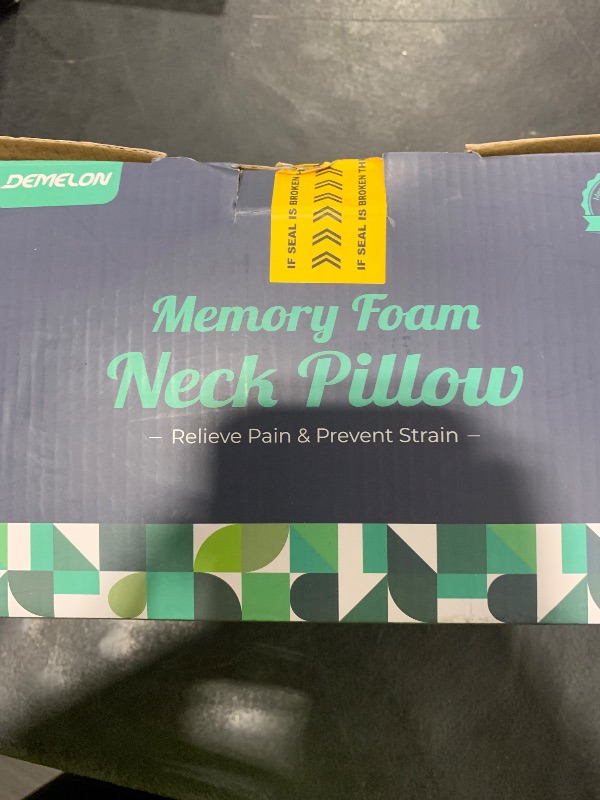 DEMELON
IF SEAL IS BROKEN
IF SEAL IS BROKEN
Memory Foam
Neck Pillow
– Relieve Pain & Prevent Strain –